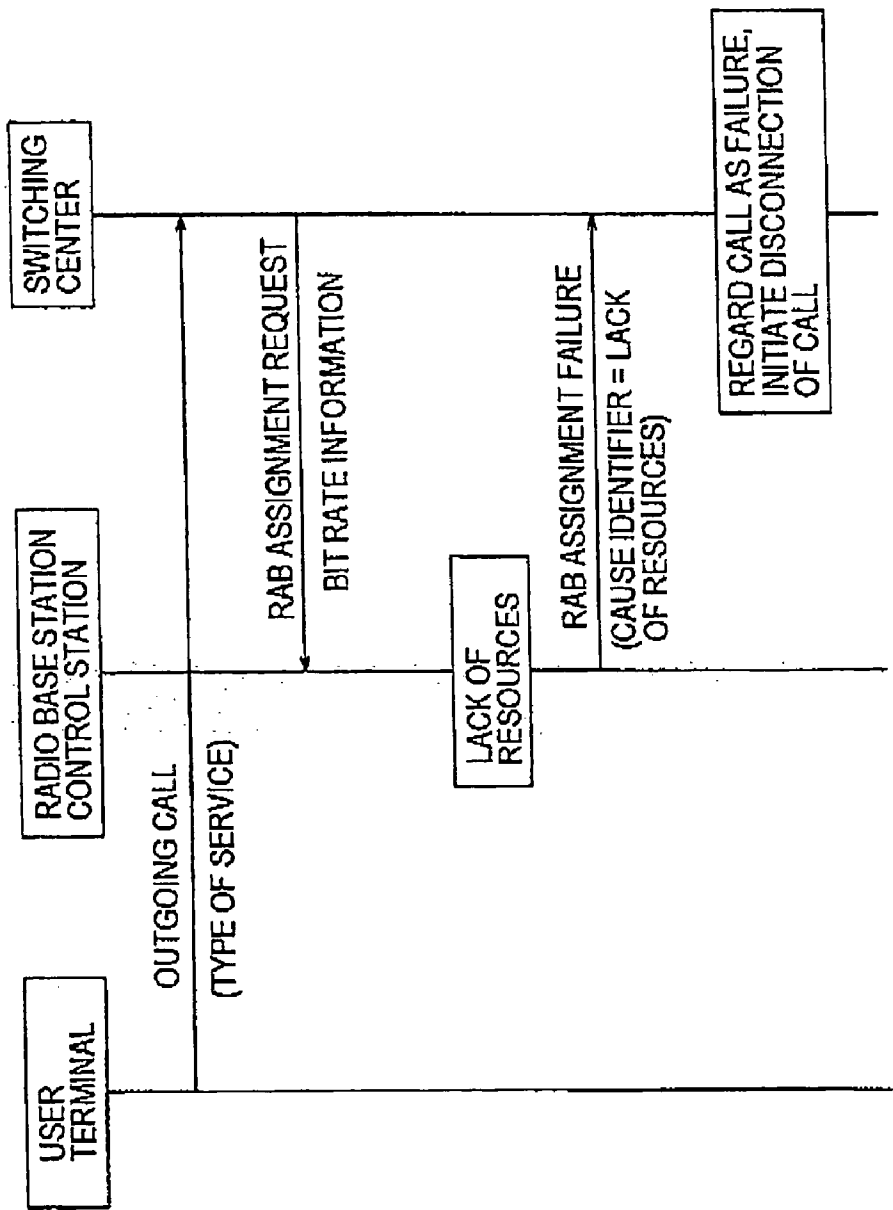 USER
TERMINAL
RADIO BASE STATION
CONTROL STATION
SWITCHING
CENTER
OUTGOING CALL
(TYPE OF SERVICE)
RAB ASSIGNMENT REQUEST
BIT RATE INFORMATION
LACK OF
RESOURCES
RAB ASSIGNMENT FAILURE
(CAUSE IDENTIFIER = LACK
OF RESOURCES)
REGARD CALL AS FAILURE,
INITIATE DISCONNECTION
OF CALL